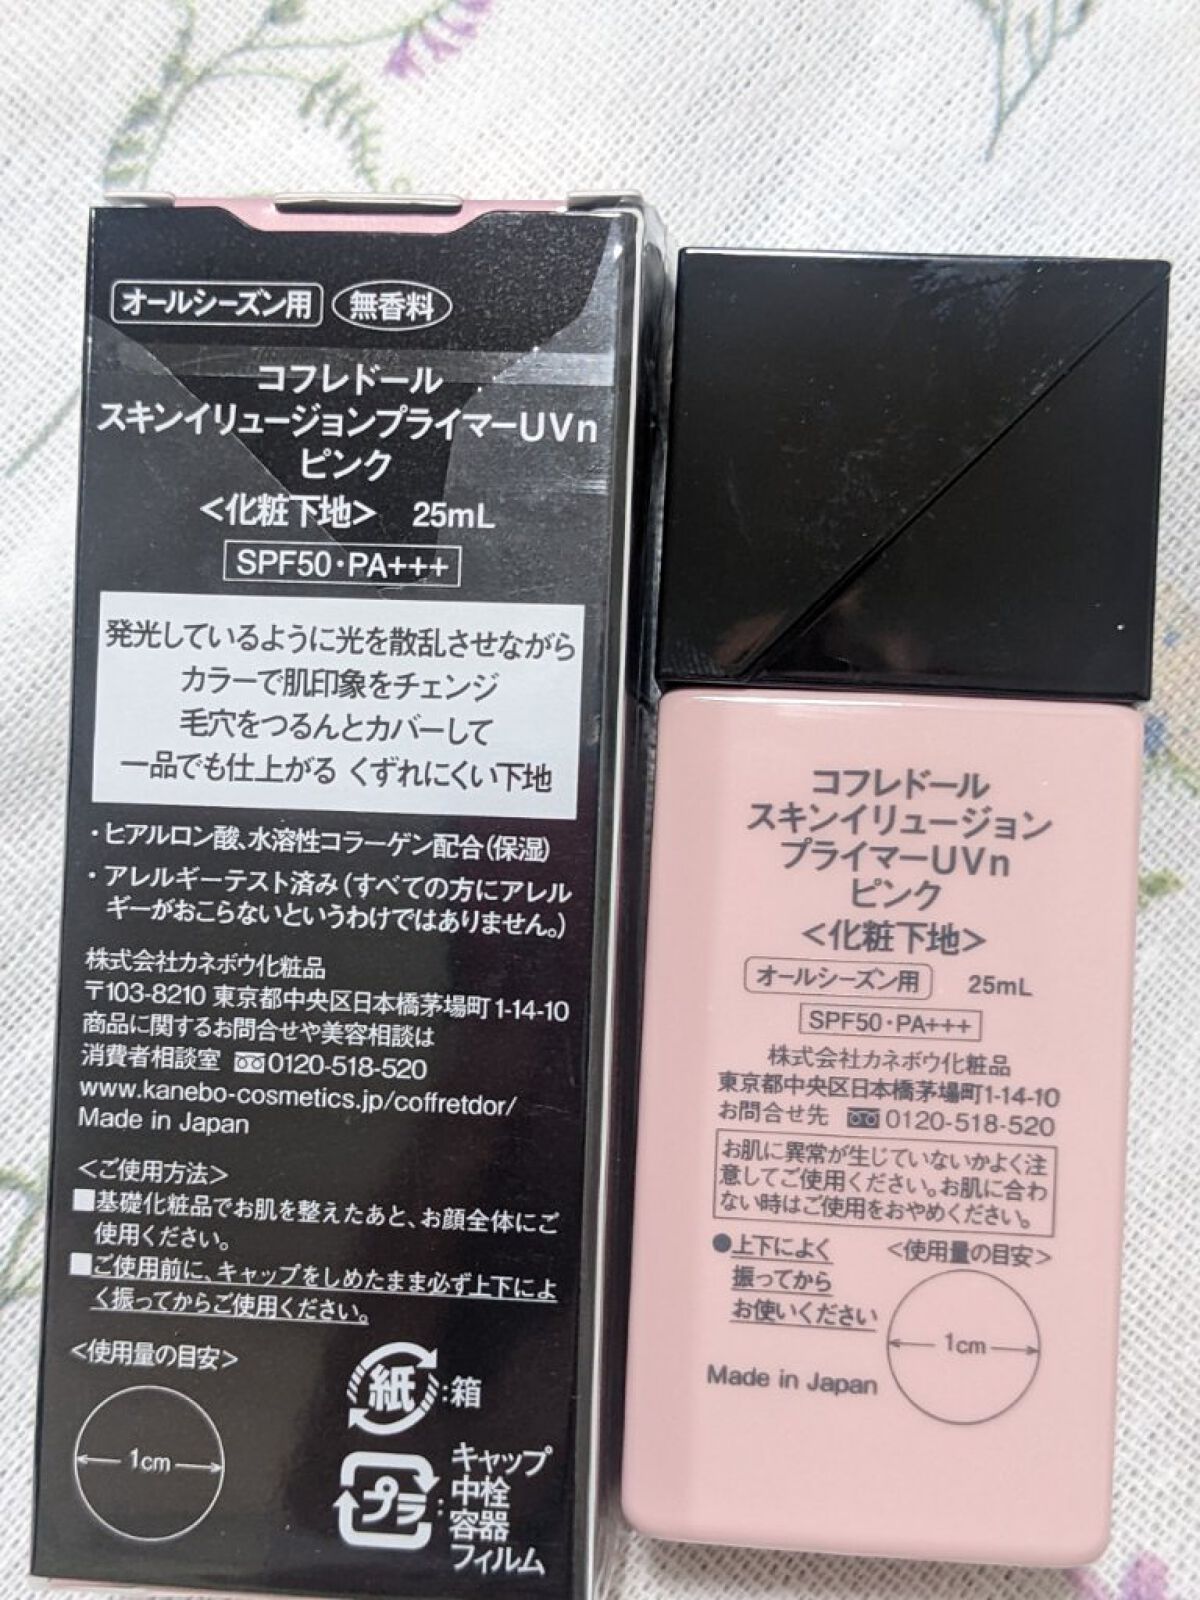 オールシーズン用 無香料
コフレドール
スキンイリュージョンプライマーUVn
ピンク
<化粧下地> 25mL
SPF50・PA+++
発光しているように光を散乱させながら
カラーで肌印象をチェンジ
毛穴をつるんとカバーして
一品でも仕上がる くずれにくい下地
・ヒアルロン酸、水溶性コラーゲン配合(保湿)
・アレルギーテスト済み(すべての方にアレル
ギーがおこらないというわけではありません。)
株式会社カネボウ化粧品
〒103-8210 東京都中央区日本橋茅場町1-14-10
商品に関するお問合せや美容相談は
消費者相談室 0120-518-520
www.kanebo-cosmetics.jp/coffretdor/
Made in Japan
<ご使用方法>
■基礎化粧品でお肌を整えたあと、お顔全体にご
使用ください。
■ご使用前に、キャップをしめたまま必ず上下によ
く振ってからご使用ください。
<使用量の目安>
1cm
紙:箱
プラ:キャップ
中栓
容器
フィルム
コフレドール
スキンイリュージョン
プライマーUVn
ピンク
<化粧下地>
オールシーズン用 25mL
SPF50・PA+++
株式会社カネボウ化粧品
東京都中央区日本橋茅場町1-14-10
お問合せ先 0120-518-520
お肌に異常が生じていないかよく注
意してご使用ください。お肌に合わ
ない時はご使用をおやめください。
●上下によく
振ってから
お使いください
<使用量の目安>
1cm
Made in Japan